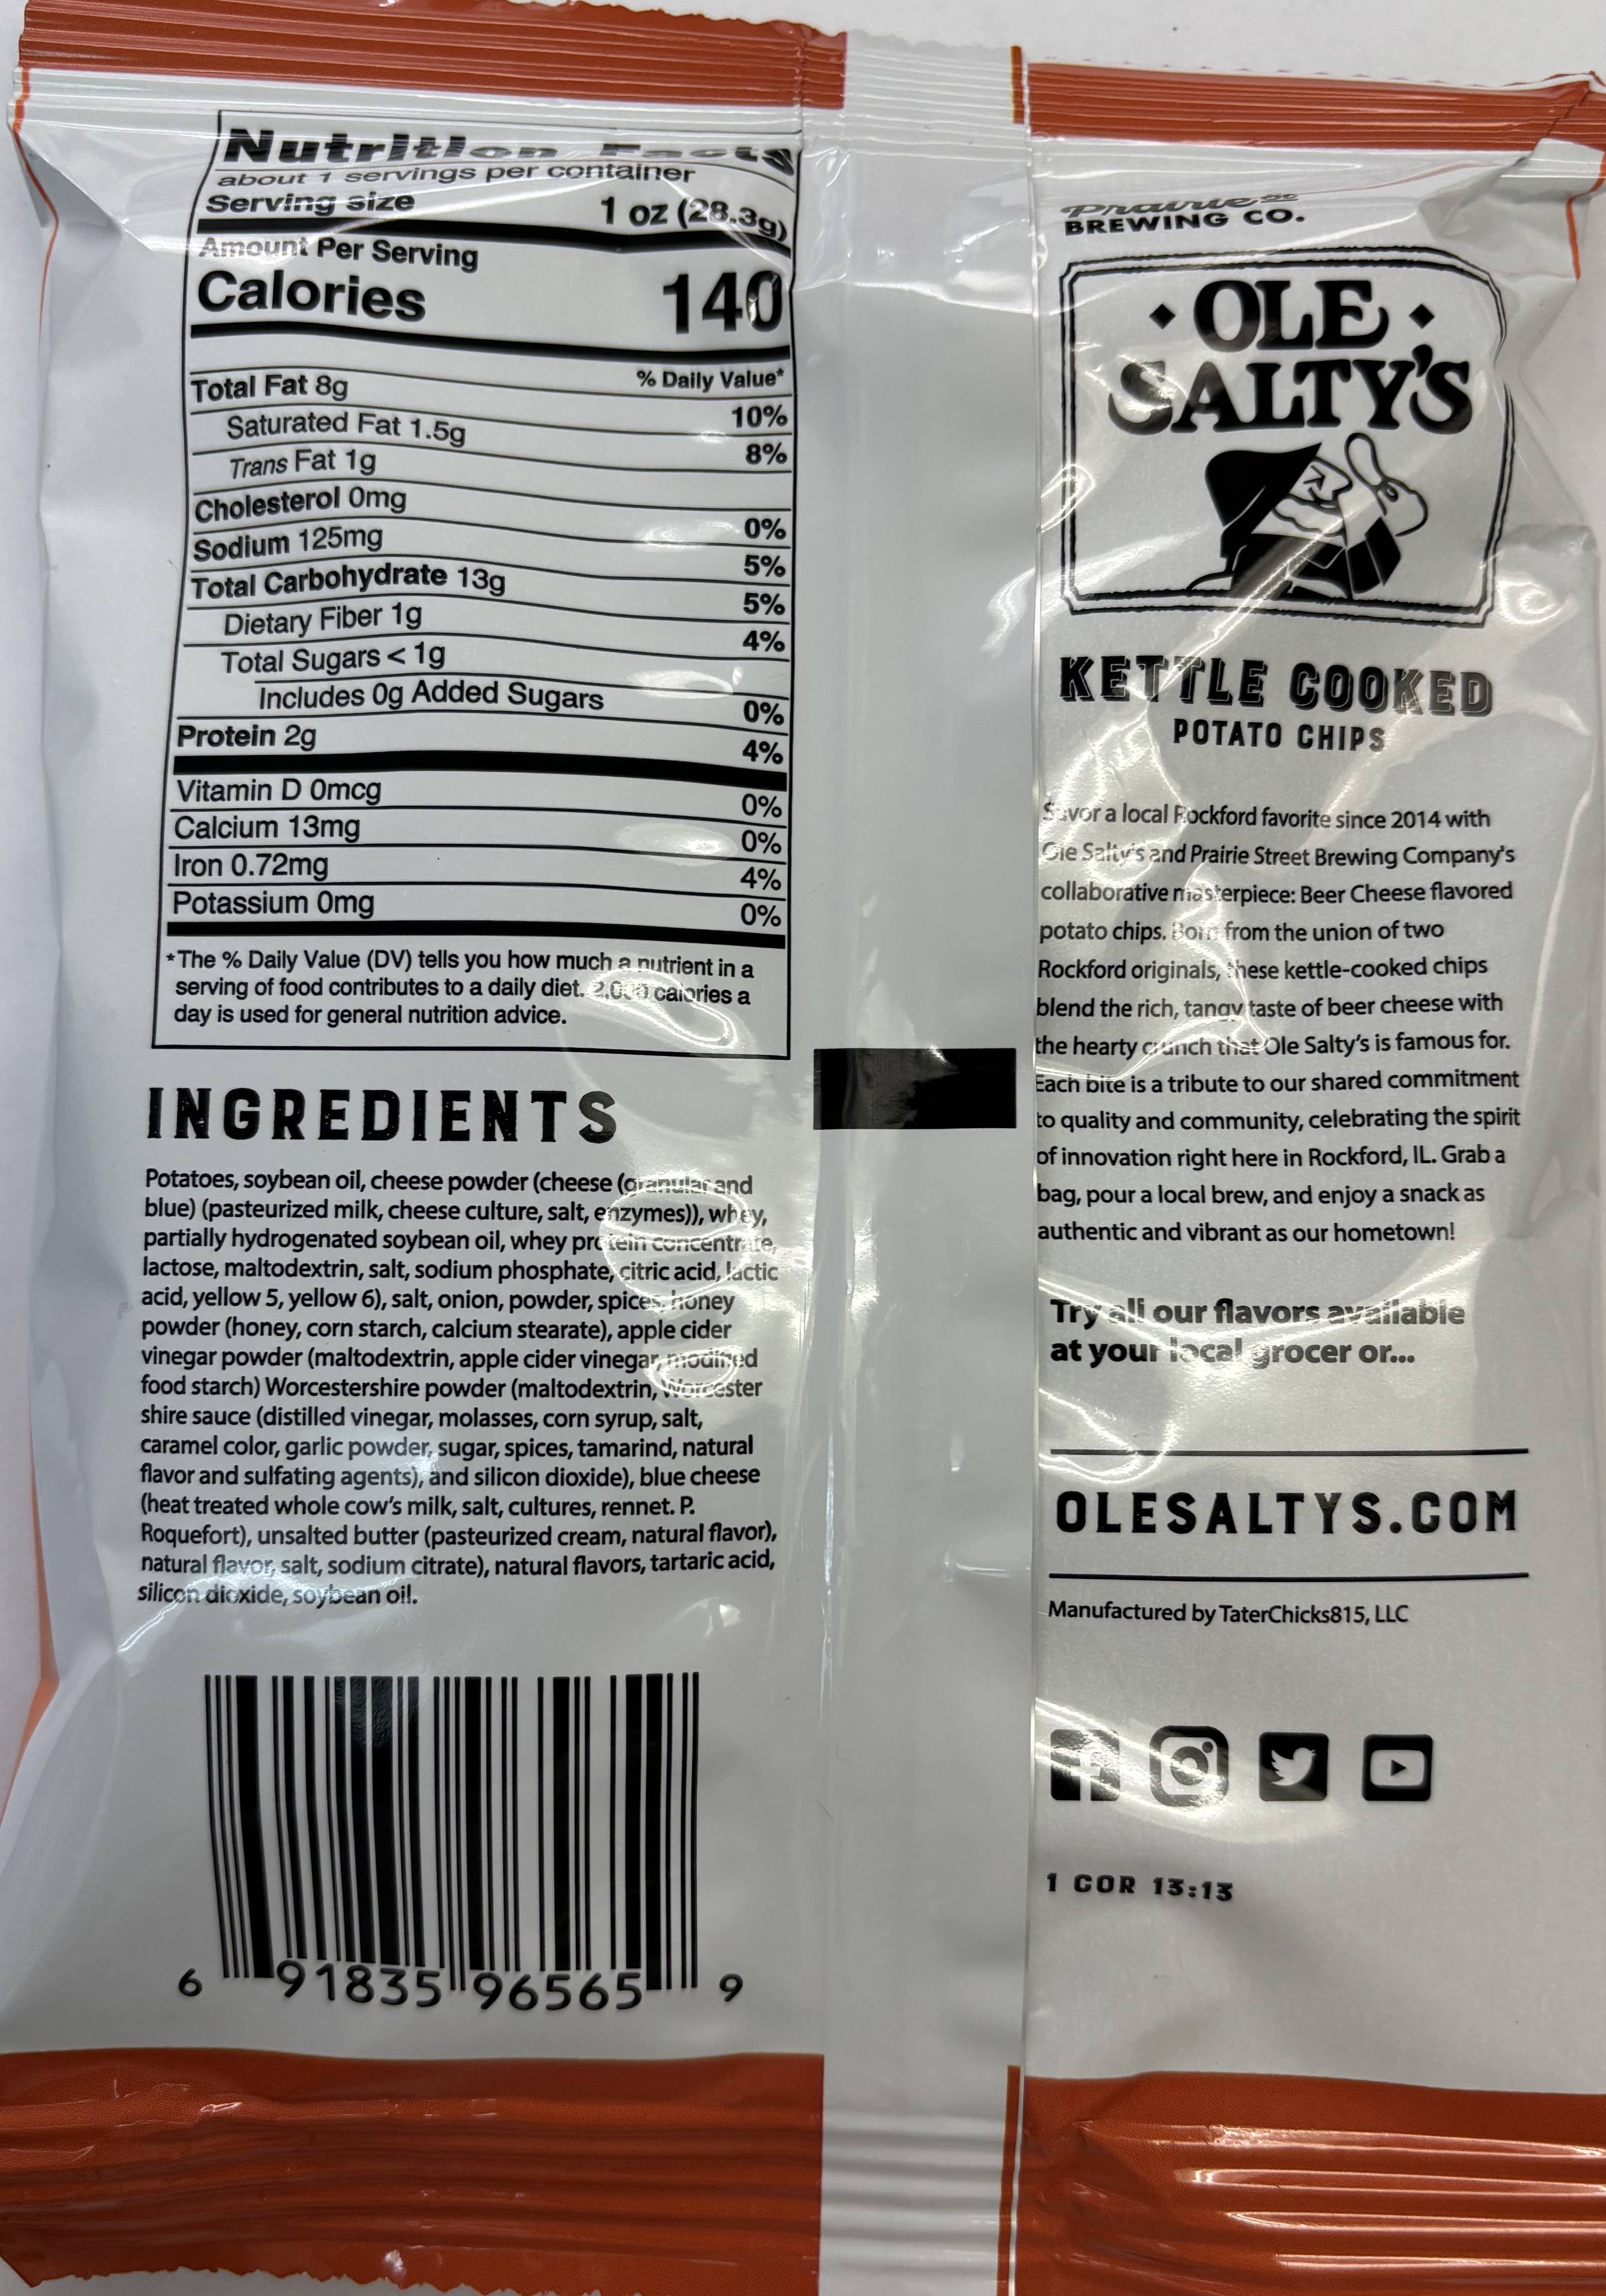 Nutrition Facts
about 1 servings per container
Serving size 1 oz (28.3g)
Amount Per Serving
Calories 140
% Daily Value*
Total Fat 8g 10%
Saturated Fat 1.5g 8%
Trans Fat 1g
Cholesterol 0mg 0%
Sodium 125mg 5%
Total Carbohydrate 13g 5%
Dietary Fiber 1g 4%
Total Sugars < 1g
Includes 0g Added Sugars 0%
Protein 2g 4%
Vitamin D 0mcg 0%
Calcium 13mg 0%
Iron 0.72mg 4%
Potassium 0mg 0%
*The % Daily Value (DV) tells you how much a nutrient in a
serving of food contributes to a daily diet. 2,000 calories a
day is used for general nutrition advice.
INGREDIENTS
Potatoes, soybean oil, cheese powder (cheese (granular and
blue) (pasteurized milk, cheese culture, salt, enzymes)), whey,
partially hydrogenated soybean oil, whey protein concentrate,
lactose, maltodextrin, salt, sodium phosphate, citric acid, lactic
acid, yellow 5, yellow 6), salt, onion, powder, spices, honey
powder (honey, corn starch, calcium stearate), apple cider
vinegar powder (maltodextrin, apple cider vinegar, modified
food starch) Worcestershire powder (maltodextrin, Worcester
shire sauce (distilled vinegar, molasses, corn syrup, salt,
caramel color, garlic powder, sugar, spices, tamarind, natural
flavor and sulfating agents), and silicon dioxide), blue cheese
(heat treated whole cow's milk, salt, cultures, rennet. P.
Roquefort), unsalted butter (pasteurized cream, natural flavor),
natural flavor, salt, sodium citrate), natural flavors, tartaric acid,
silicon dioxide, soybean oil.
6 91835 96565 9
Prairie St
BREWING CO.
OLE
SALTY'S
KETTLE COOKED
POTATO CHIPS
Savor a local Rockford favorite since 2014 with
Ole Salty's and Prairie Street Brewing Company's
collaborative masterpiece: Beer Cheese flavored
potato chips. Born from the union of two
Rockford originals, these kettle-cooked chips
blend the rich, tangy taste of beer cheese with
the hearty crunch that Ole Salty's is famous for.
Each bite is a tribute to our shared commitment
to quality and community, celebrating the spirit
of innovation right here in Rockford, IL. Grab a
bag, pour a local brew, and enjoy a snack as
authentic and vibrant as our hometown!
Try all our flavors available
at your local grocer or...
OLESALTYS.COM
Manufactured by TaterChicks815, LLC
1 COR 13:13